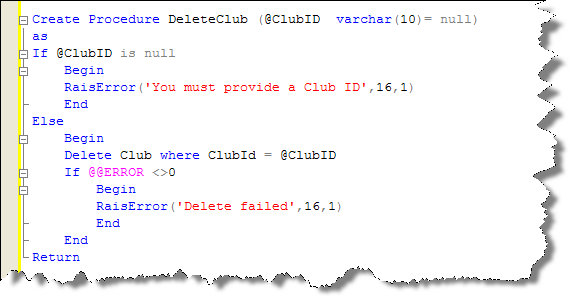 Create Procedure DeleteClub (@ClubID  varchar(10)= null)
as
If @ClubID is null
    Begin
    RaisError('You must provide a Club ID',16,1)
    End
Else
    Begin
    Delete Club where ClubId = @ClubID
    If @@ERROR <>0
        Begin
        RaisError('Delete failed',16,1)
        End
    End
Return